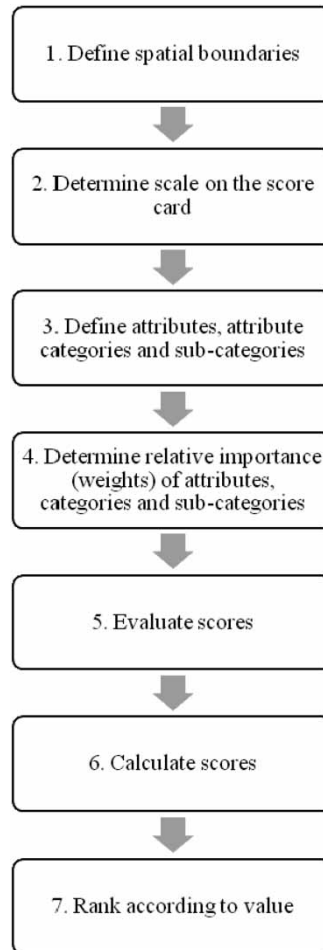 1. Define spatial boundaries
2. Determine scale on the score
card
3. Define attributes, attribute
categories and sub-categories
4. Determine relative importance
(weights) of attributes,
categories and sub-categories
5. Evaluate scores
6. Calculate scores
7. Rank according to value